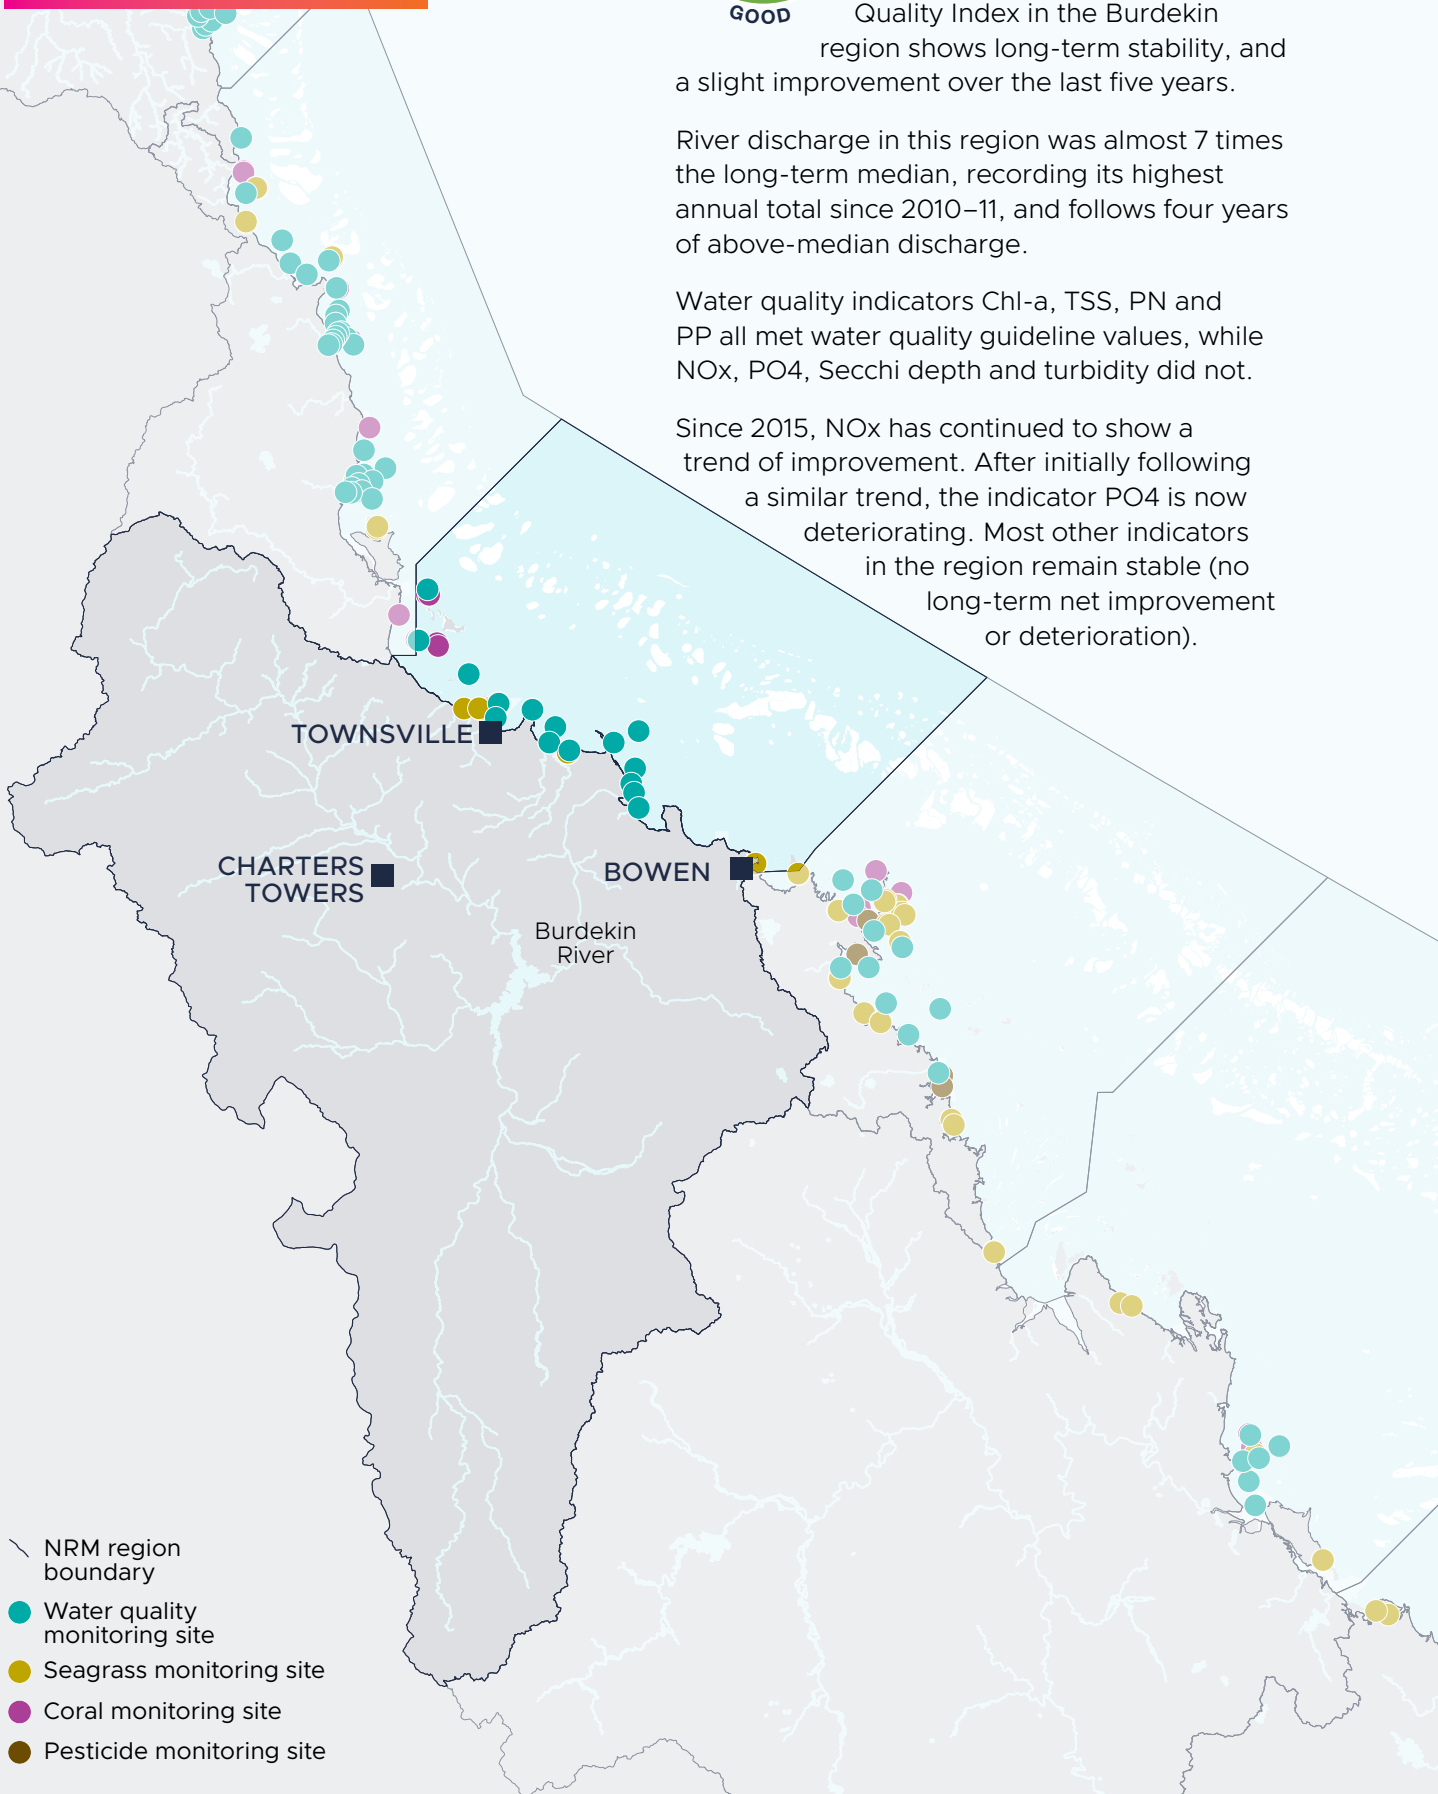 GOOD
Quality Index in the Burdekin
region shows long-term stability, and
a slight improvement over the last five years.
River discharge in this region was almost 7 times
the long-term median, recording its highest
annual total since 2010–11, and follows four years
of above-median discharge.
Water quality indicators Chl-a, TSS, PN and
PP all met water quality guideline values, while
NOx, PO4, Secchi depth and turbidity did not.
Since 2015, NOx has continued to show a
trend of improvement. After initially following
a similar trend, the indicator PO4 is now
deteriorating. Most other indicators
in the region remain stable (no
long-term net improvement
or deterioration).
TOWNSVILLE
CHARTERS
TOWERS
BOWEN
Burdekin
River
NRM region
boundary
Water quality
monitoring site
Seagrass monitoring site
Coral monitoring site
Pesticide monitoring site